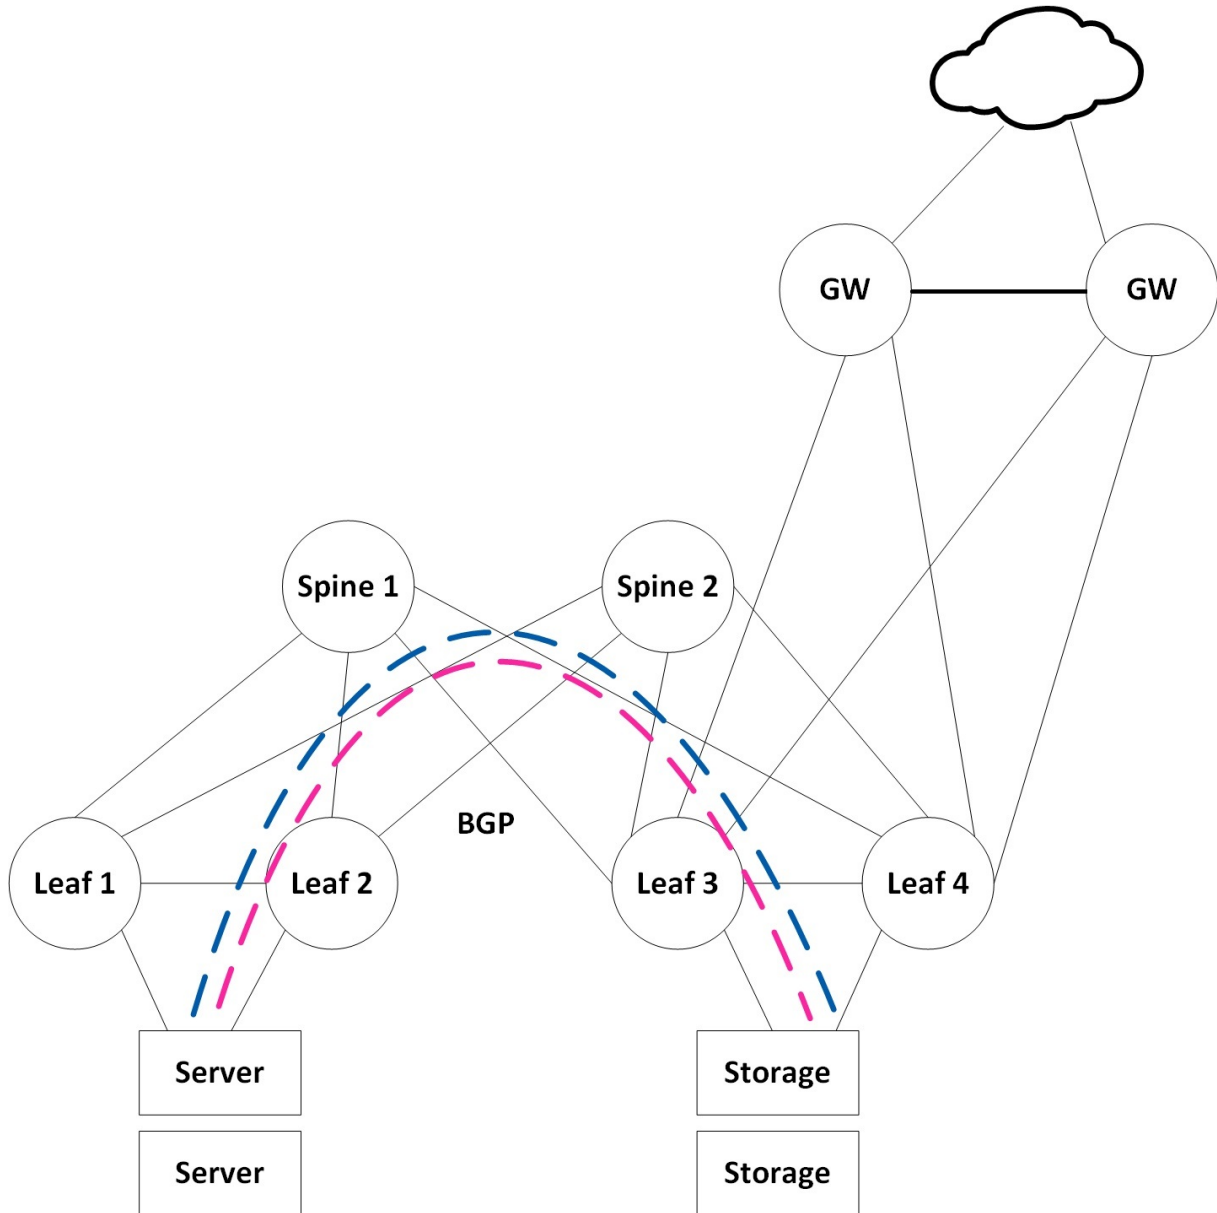 GW
GW
Spine 1
Spine 2
BGP
Leaf 1
Leaf 2
Leaf 3
Leaf 4
Server
Storage
Server
Storage